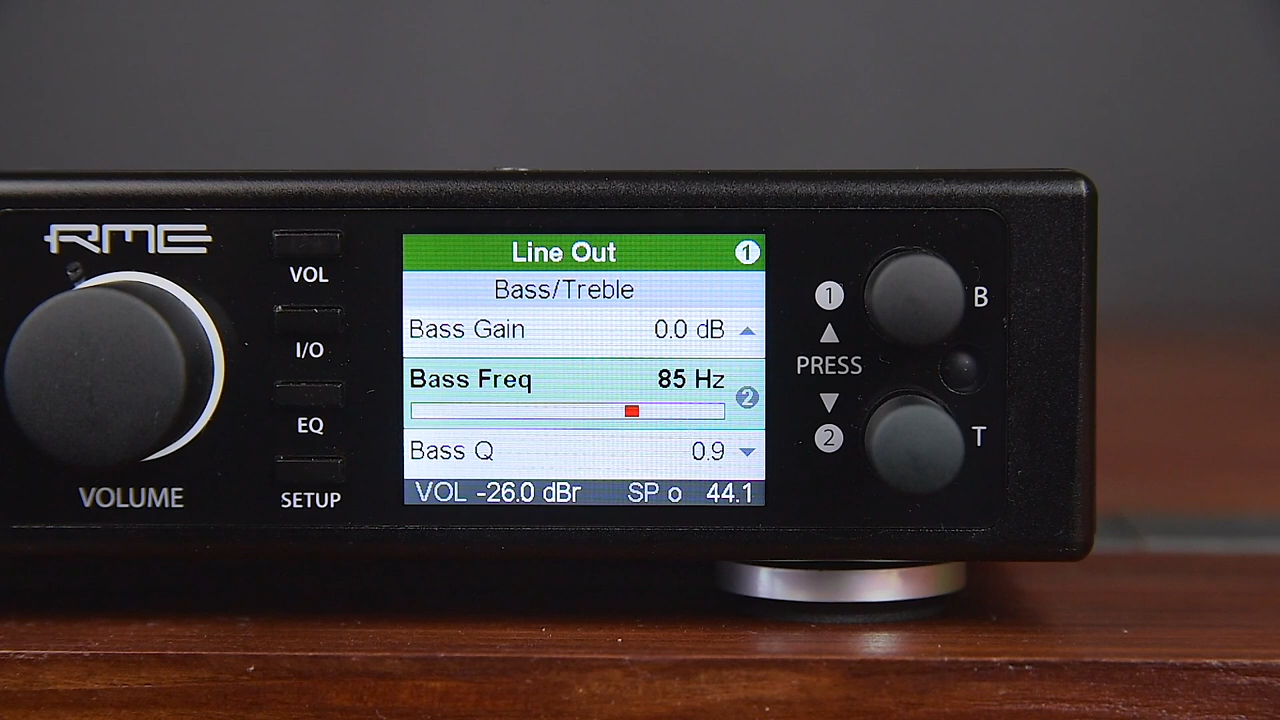 RME
VOLUME
VOL
I/O
EQ
SETUP
Line Out 1
Bass/Treble
Bass Gain 0.0 dB
Bass Freq 85 Hz
2
Bass Q 0.9
VOL -26.0 dBr SP o 44.1
1
PRESS
2
B
T